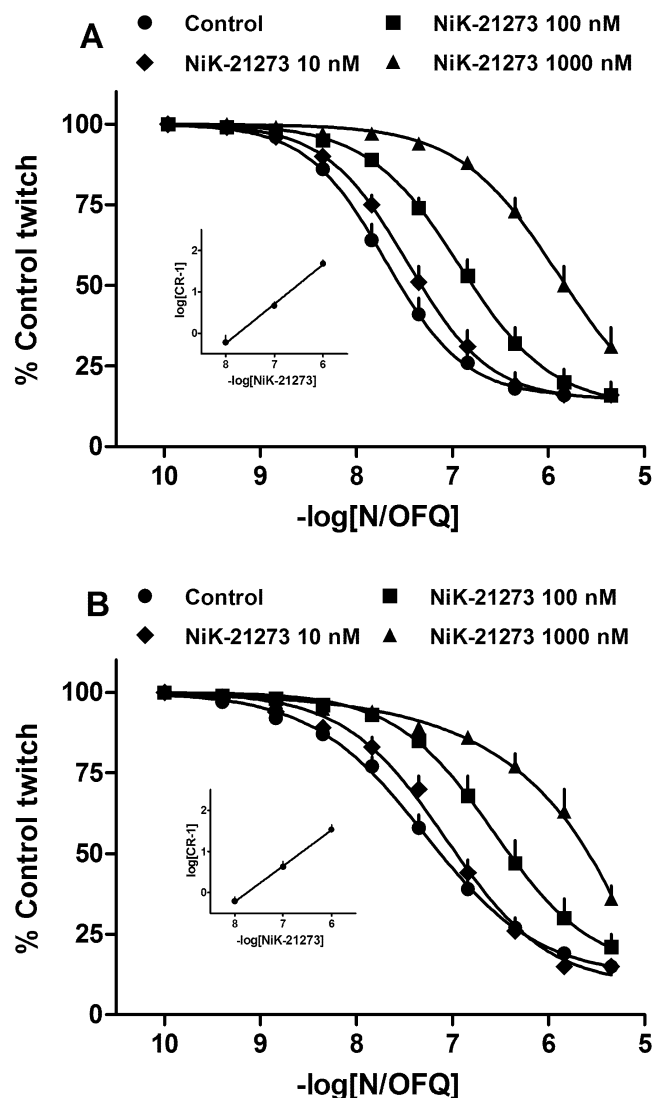 A
Control
NiK-21273 100 nM
NiK-21273 10 nM
NiK-21273 1000 nM
100
75
50
25
0
% Control twitch
10 9 8 7 6 5
-log[N/OFQ]
2
1
0
log[CR-1]
8 7 6
-log[NiK-21273]
B
Control
NiK-21273 100 nM
NiK-21273 10 nM
NiK-21273 1000 nM
100
75
50
25
0
% Control twitch
10 9 8 7 6 5
-log[N/OFQ]
2
1
0
log[CR-1]
8 7 6
-log[NiK-21273]